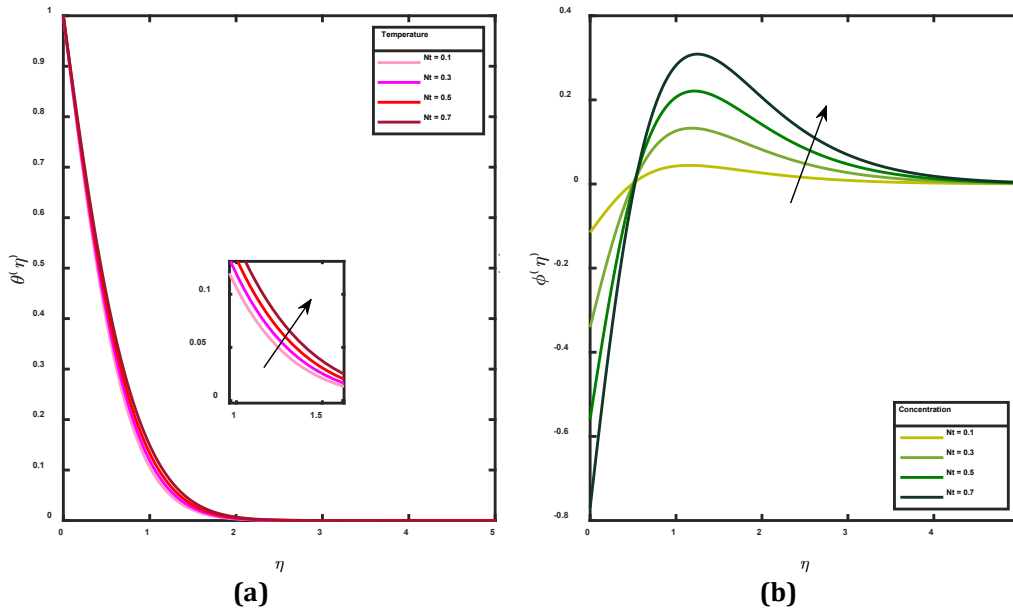 1
0.9
0.8
0.7
0.6
0.5
0.4
0.3
0.2
0.1
0
θ(η)
0
1
2
3
4
5
η
Temperature
Nt = 0.1
Nt = 0.3
Nt = 0.5
Nt = 0.7
0.1
0.05
0
1
1.5
(a)
0.4
0.2
0
-0.2
-0.4
-0.6
-0.8
ϕ(η)
0
1
2
3
4
η
Concentration
Nt = 0.1
Nt = 0.3
Nt = 0.5
Nt = 0.7
(b)